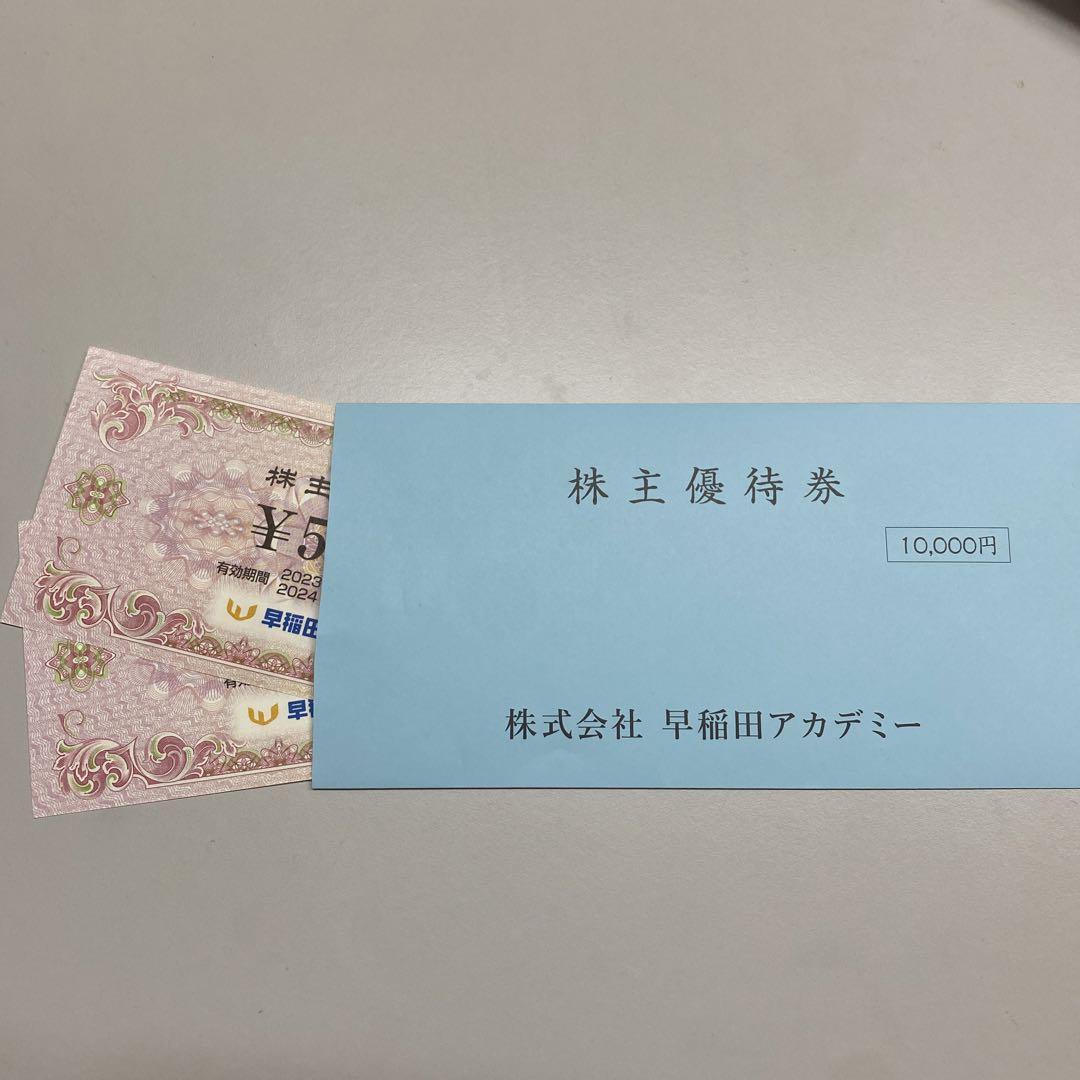 株主
¥5
有効期間 2023
2024
早稲田
有
早
株主優待券
10,000円
株式会社 早稲田アカデミー